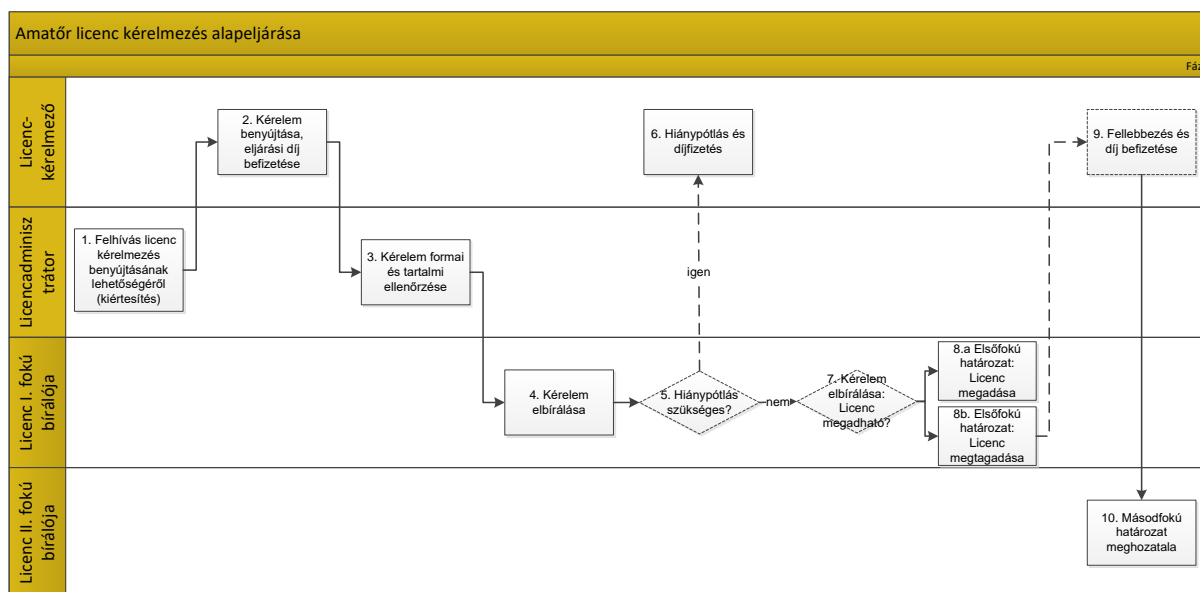 Amatőr licenc kérelmezés alapeljárása
Fáz
Licenc-
kérelmező
2. Kérelem
benyújtása,
eljárási díj
befizetése
6. Hiánypótlás és
díjfizetés
9. Fellebbezés és
díj befizetése
Licencadminisz
trátor
1. Felhívás licenc
kérelmezés
benyújtásának
lehetőségéről
(kiértesítés)
3. Kérelem formai
és tartalmi
ellenőrzése
igen
Licenc I. fokú
bírálója
4. Kérelem
elbírálása
5. Hiánypótlás
szükséges?
nem
7. Kérelem
elbírálása:
Licenc
megadható?
8.a Elsőfokú
határozat:
Licenc
megadása
8b. Elsőfokú
határozat:
Licenc
megtagadása
Licenc II. fokú
bírálója
10. Másodfokú
határozat
meghozatala